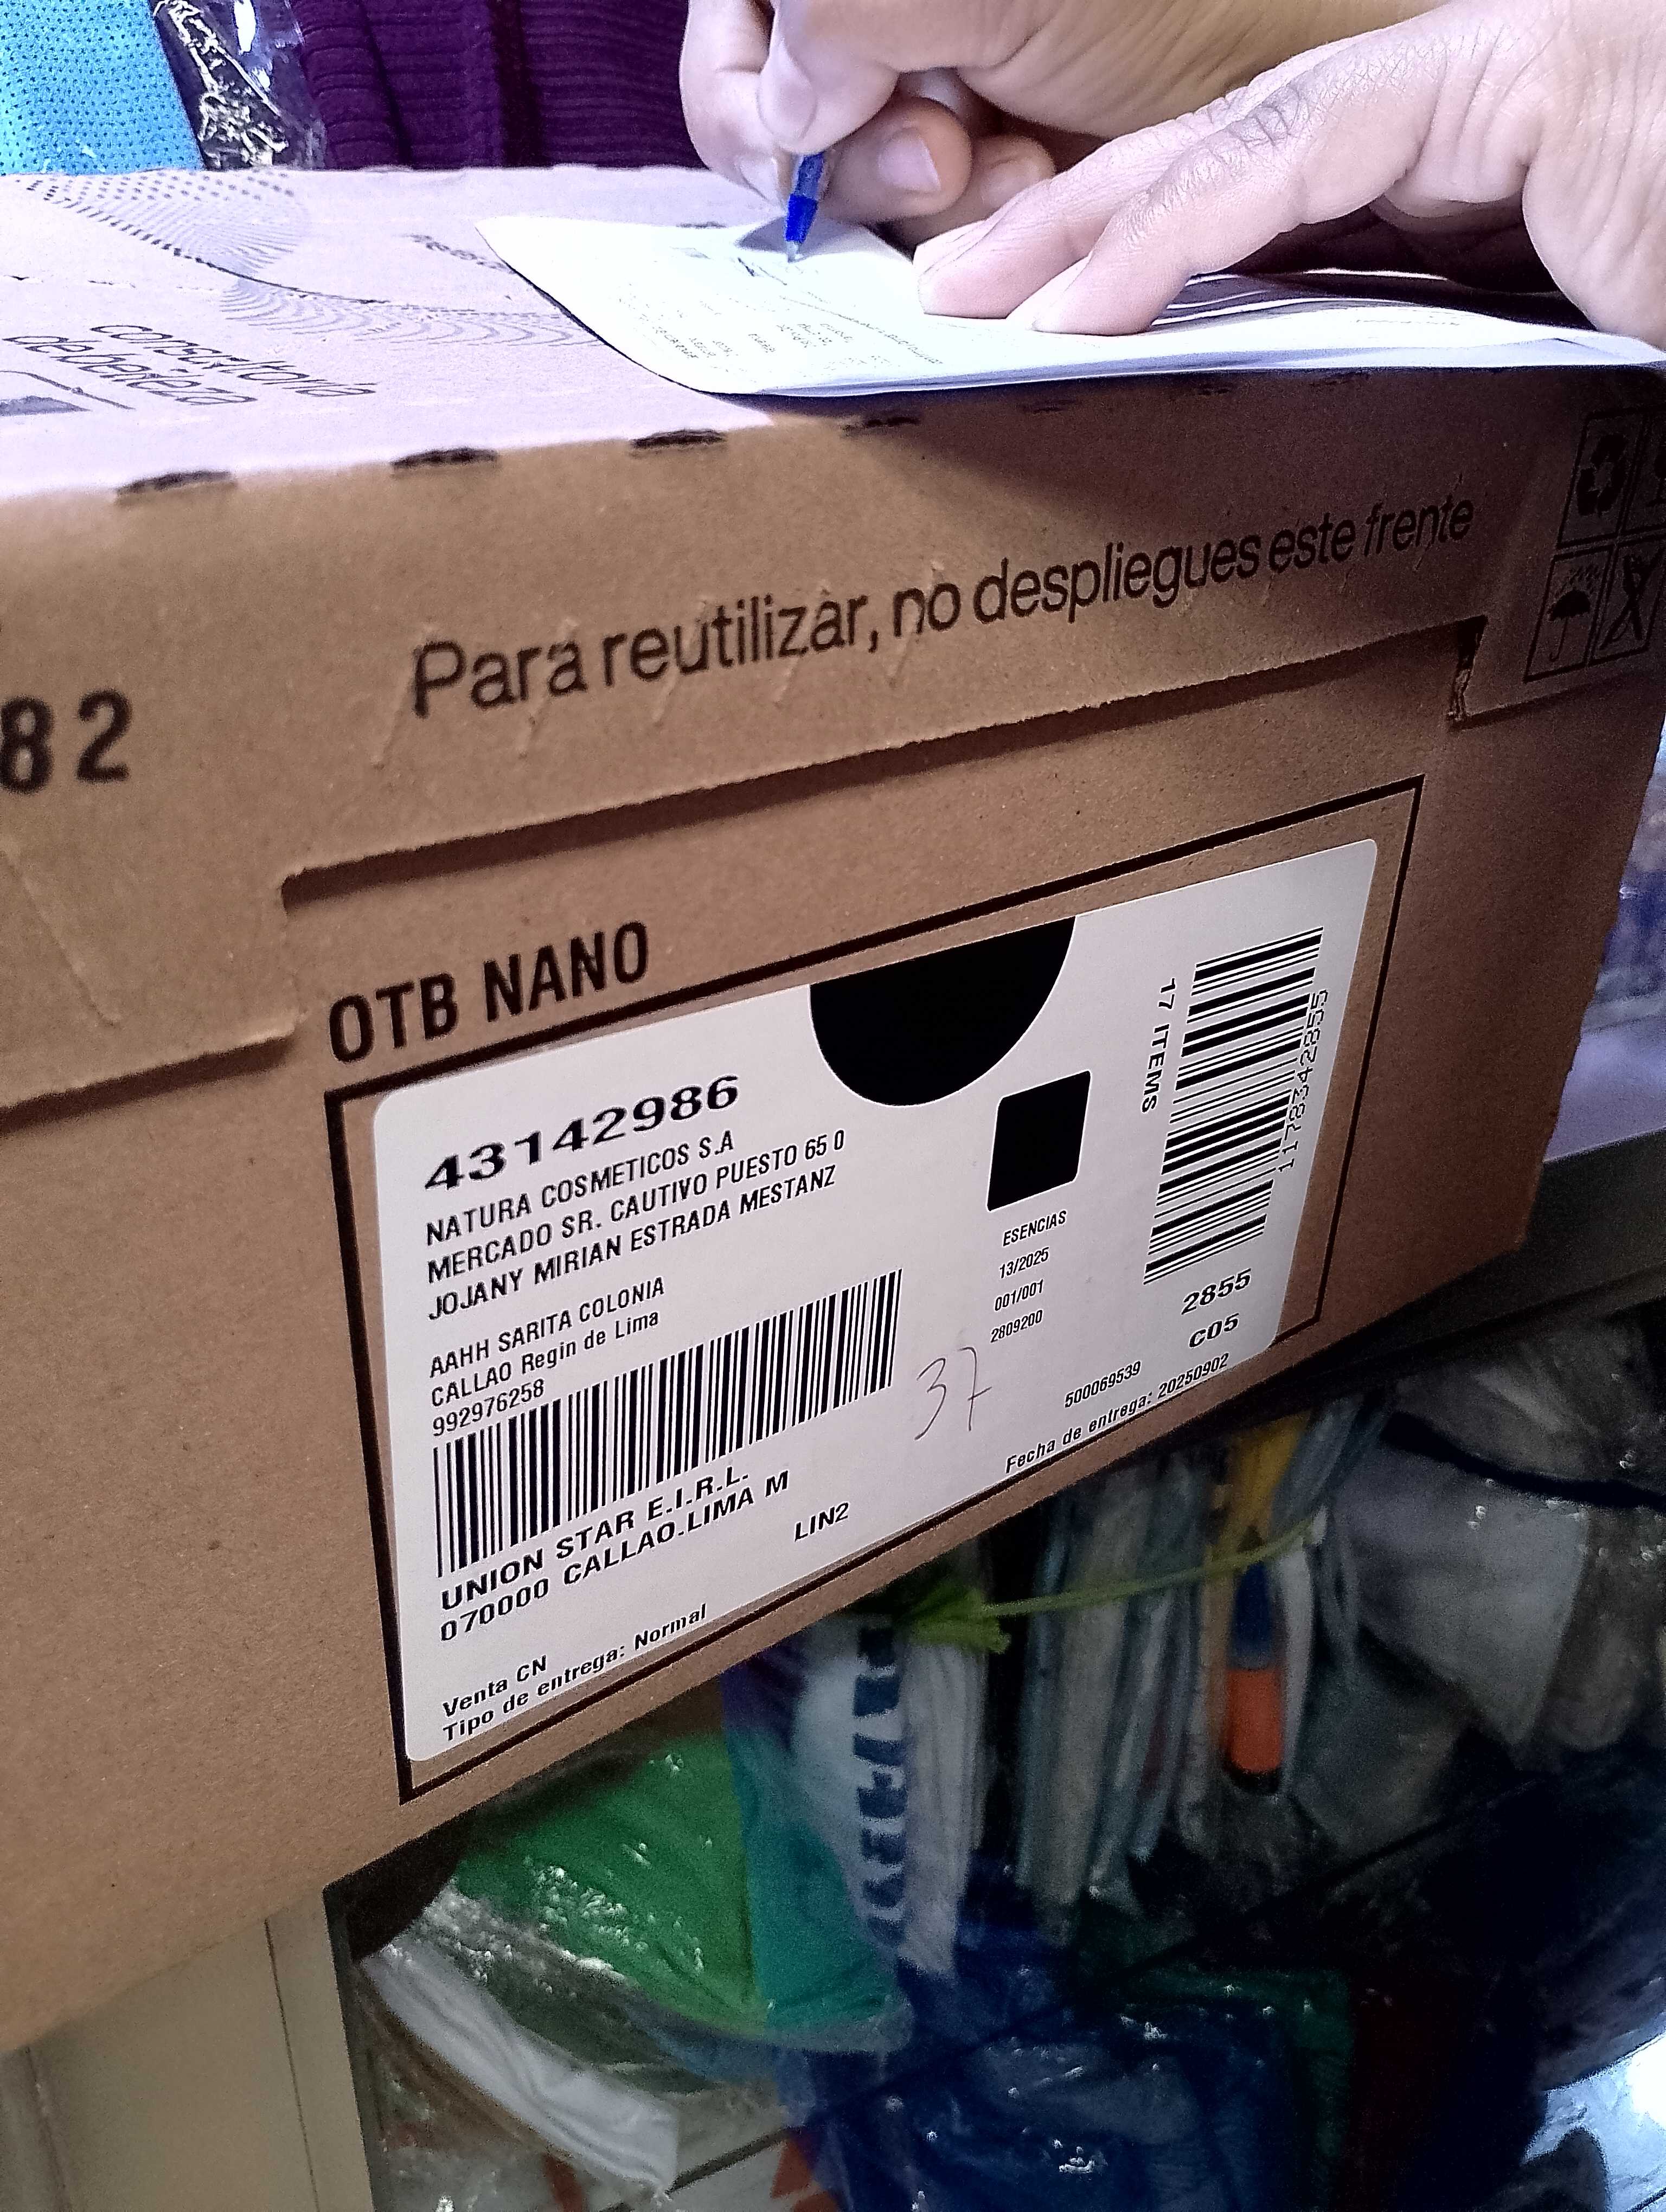 consultoría
de belleza
Para reutilizar, no despliegues este frente
82
OTB NANO
43142986
NATURA COSMETICOS S.A
MERCADO SR. CAUTIVO PUESTO 65 0
JOJANY MIRIAN ESTRADA MESTANZ
AAHH SARITA COLONIA
CALLAO Regin de Lima
992976258
UNION STAR E.I.R.L.
070000 CALLAO.LIMA M
LIN2
Venta CN
Tipo de entrega: Normal
ESENCIAS
13/2025
001/001
2809200
37
500069539
Fecha de entrega: 20250902
17 ITEMS
2855
C05